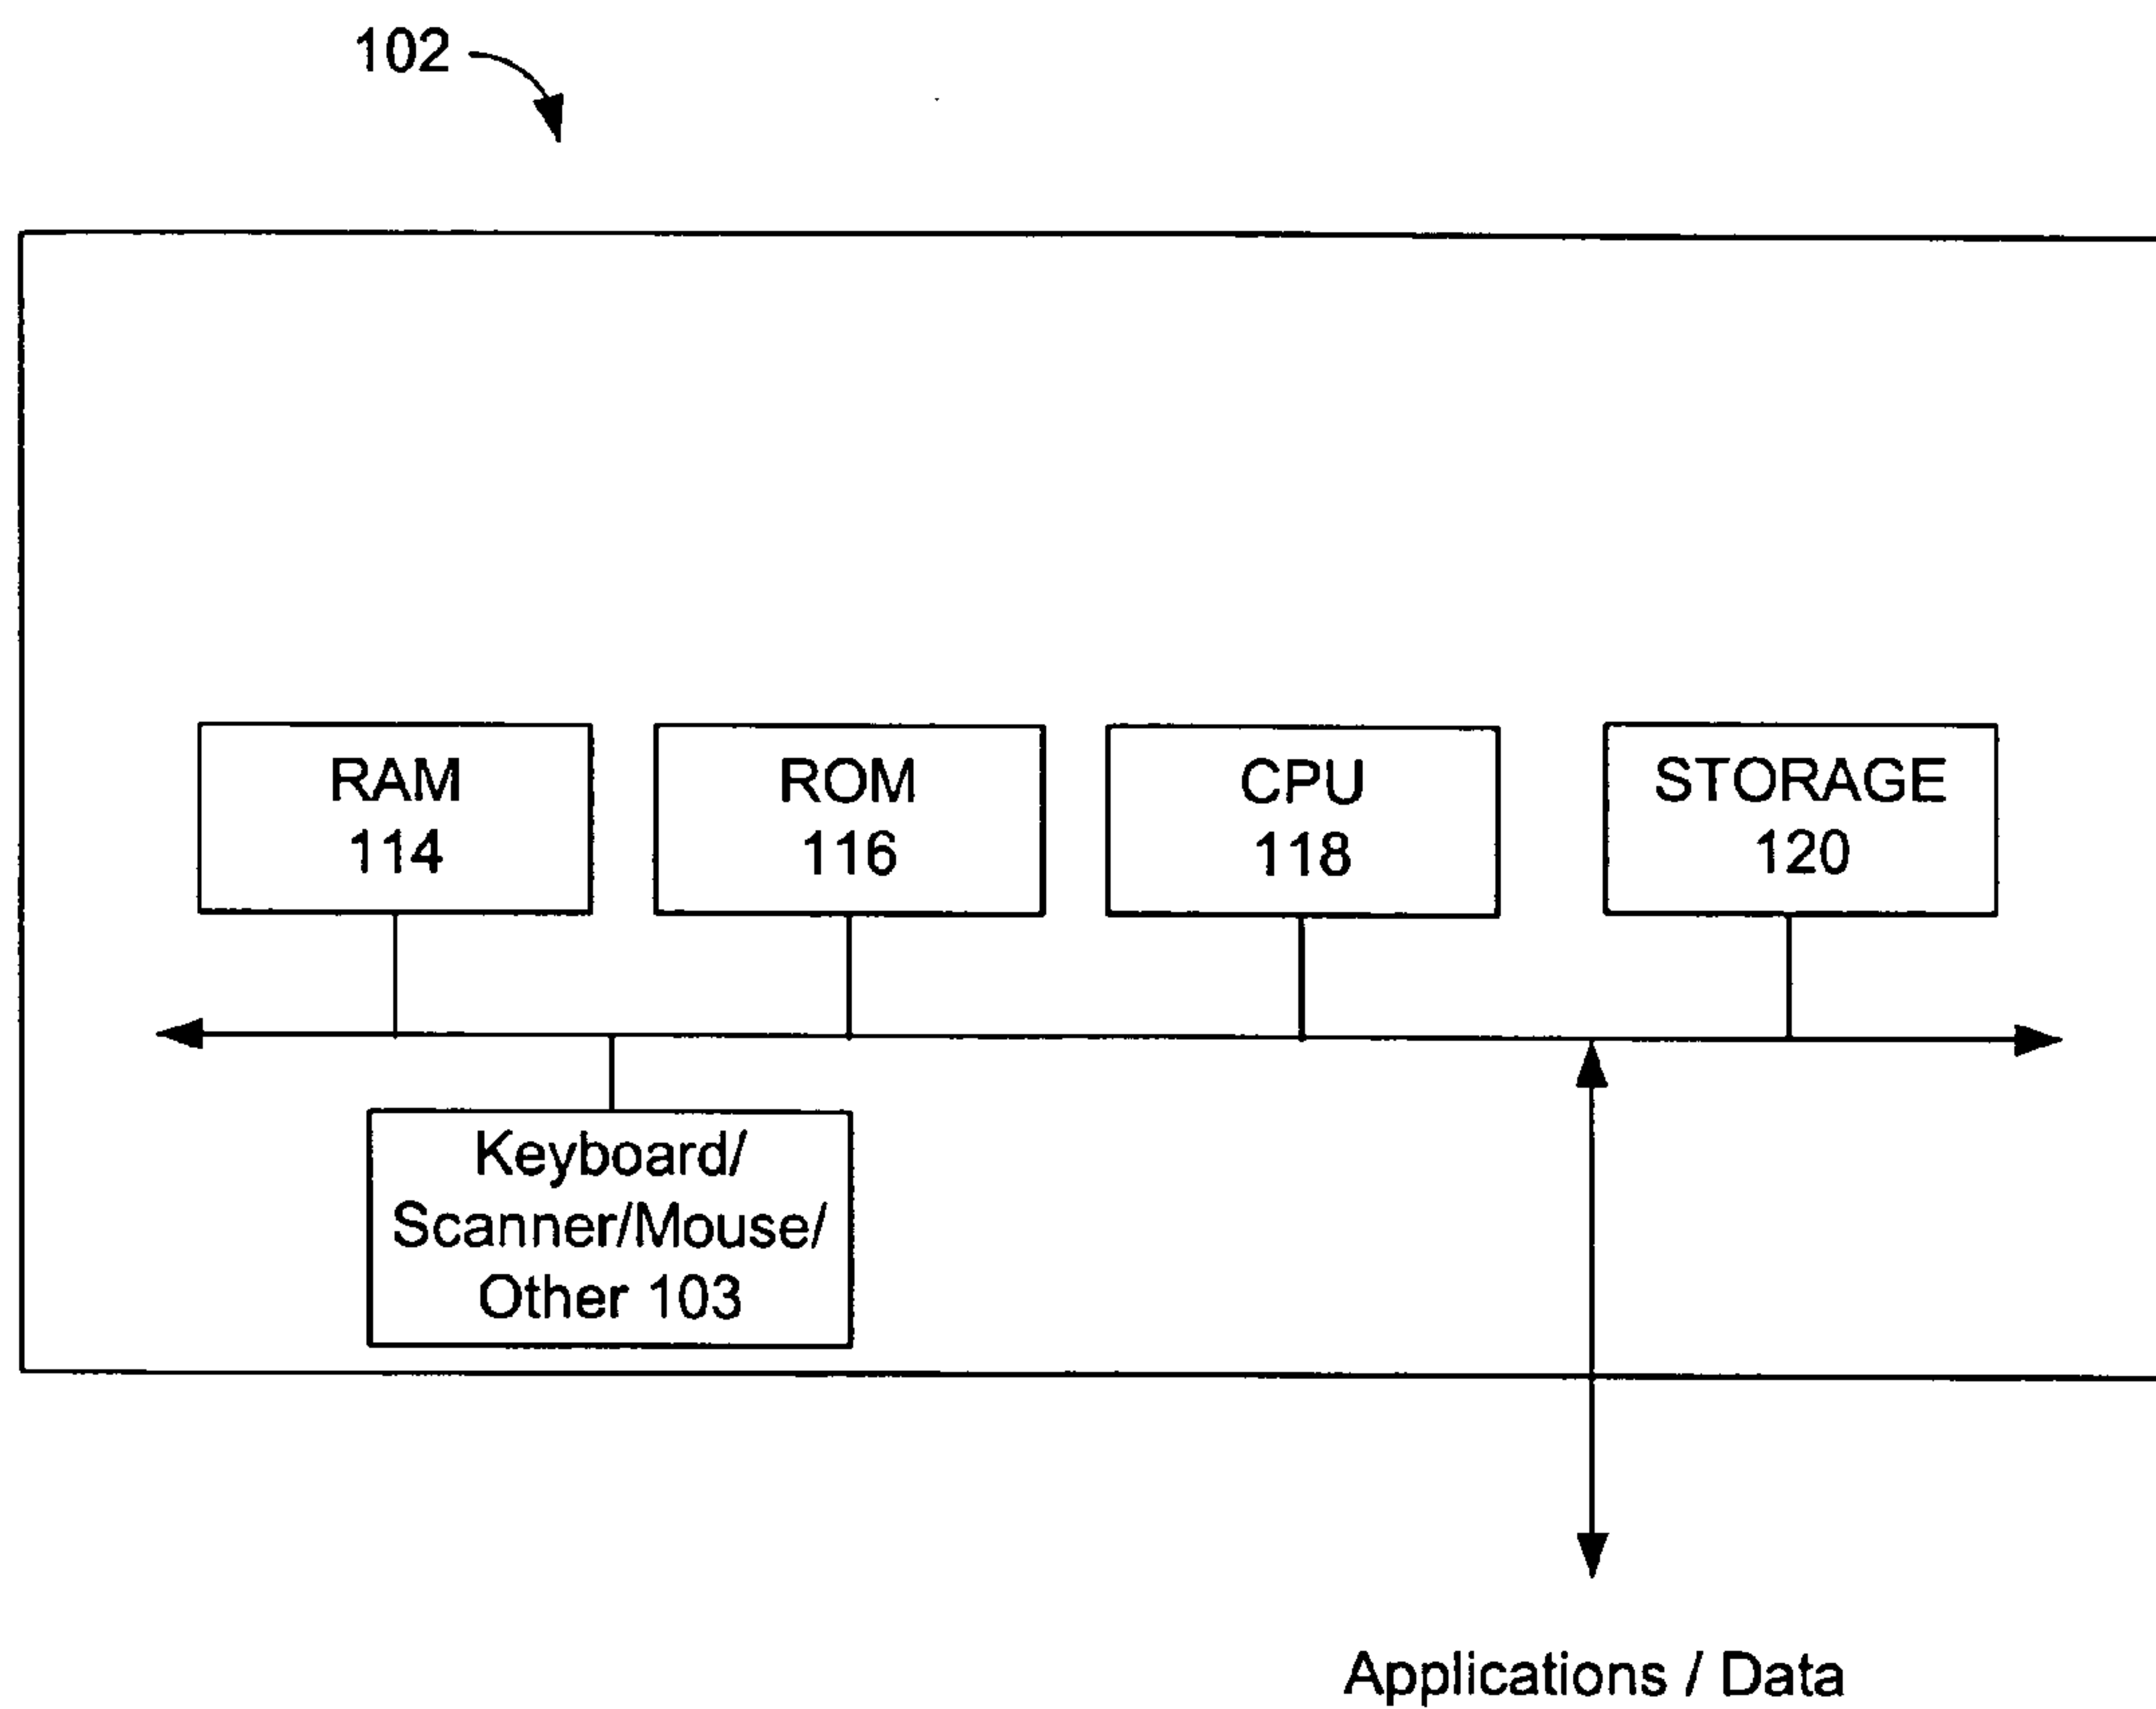 102
RAM
114
ROM
116
CPU
118
STORAGE
120
Keyboard/
Scanner/Mouse/
Other 103
Applications / Data